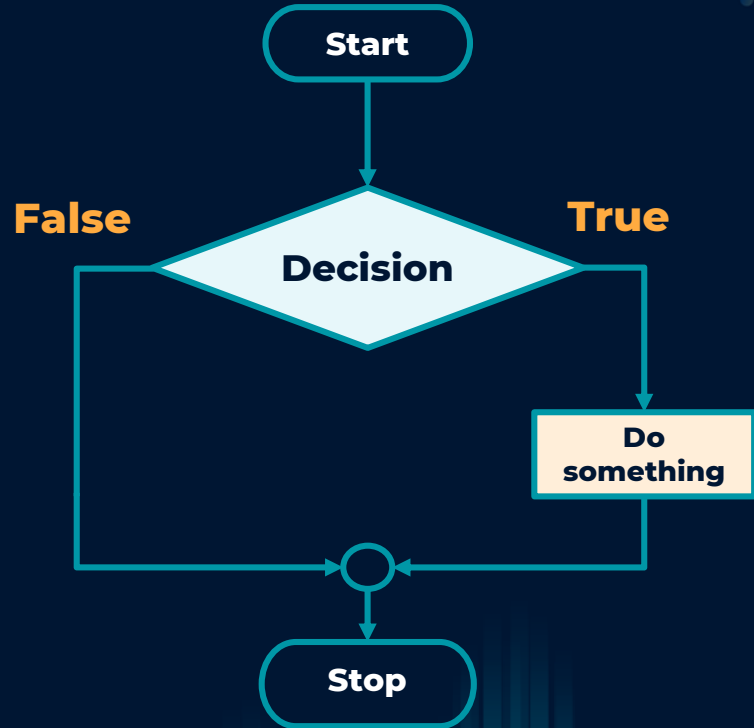 Start
False
True
Decision
Do
something
Stop